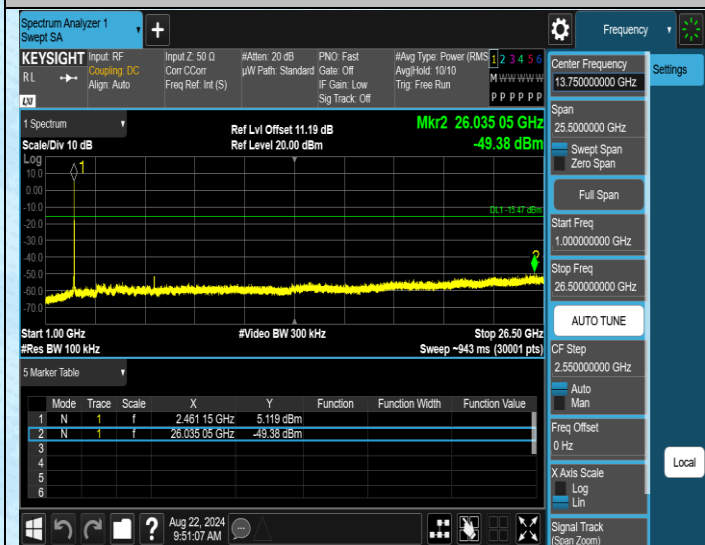 Spectrum Analyzer 1
Swept SA
Frequency
KEYSIGHT
RL
LXI
Input: RF
Coupling: DC
Align: Auto
Input Z: 50 Ω
Corr CCorr
Freq Ref: Int (S)
#Atten: 20 dB
µW Path: Standard
PNO: Fast
Gate: Off
IF Gain: Low
Sig Track: Off
#Avg Type: Power (RMS
Avg|Hold: 10/10
Trig: Free Run
1 2 3 4 5 6
M W W W W W
P P P P P P
1 Spectrum
Scale/Div 10 dB
Ref Lvl Offset 11.19 dB
Ref Level 20.00 dBm
Mkr2 26.035 05 GHz
-49.38 dBm
Log
10.0
0.00
-10.0
-20.0
-30.0
-40.0
-50.0
-60.0
-70.0
1
DL1 -15.47 dBm
2
Start 1.00 GHz
#Res BW 100 kHz
#Video BW 300 kHz
Stop 26.50 GHz
Sweep ~943 ms (30001 pts)
5 Marker Table
Mode Trace Scale X Y Function Function Width Function Value
1 N 1 f 2.461 15 GHz 5.119 dBm
2 N 1 f 26.035 05 GHz -49.38 dBm
3
4
5
6
Aug 22, 2024
9:51:07 AM
Center Frequency
13.750000000 GHz
Span
25.5000000 GHz
Swept Span
Zero Span
Full Span
Start Freq
1.000000000 GHz
Stop Freq
26.500000000 GHz
AUTO TUNE
CF Step
2.550000000 GHz
Auto
Man
Freq Offset
0 Hz
X Axis Scale
Log
Lin
Signal Track
(Span Zoom)
Settings
Local